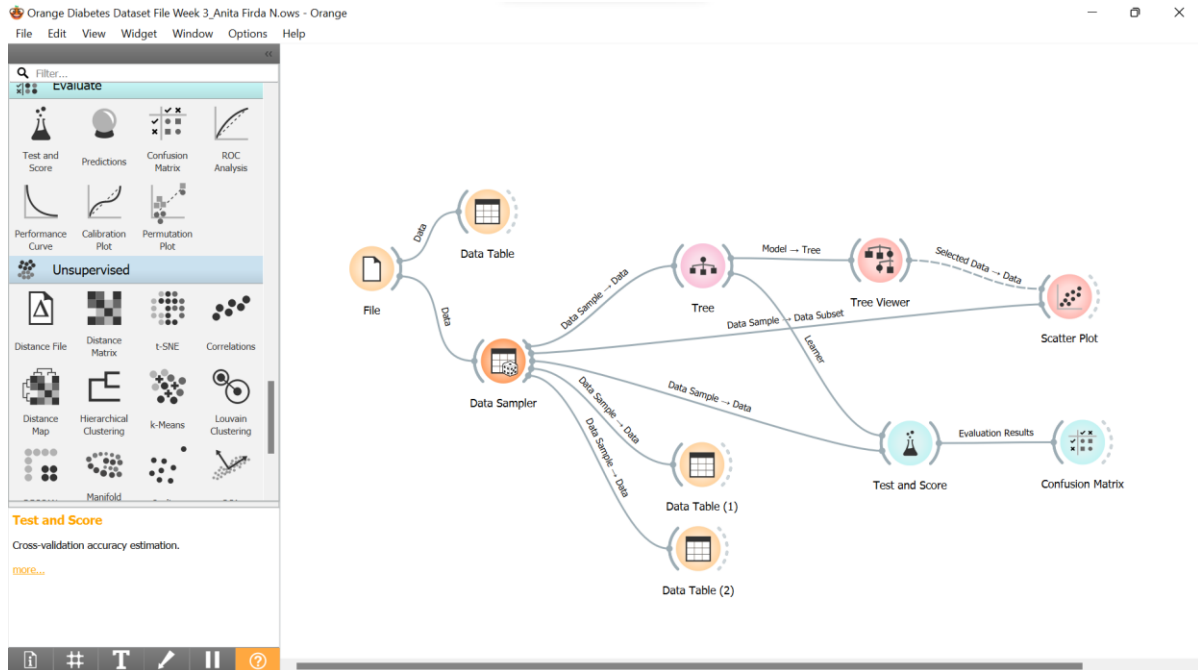 Orange Diabetes Dataset File Week 3_Anita Firda N.ows - Orange
File Edit View Widget Window Options Help
Filter...
Evaluate
Test and Score
Predictions
Confusion Matrix
ROC Analysis
Performance Curve
Calibration Plot
Permutation Plot
Unsupervised
Distance File
Distance Matrix
t-SNE
Correlations
Distance Map
Hierarchical Clustering
k-Means
Louvain Clustering
Manifold
Test and Score
Cross-validation accuracy estimation.
more...
File
Data
Data Table
Data
Data Sampler
Data Sample → Data
Tree
Model → Tree
Tree Viewer
Selected Data → Data
Scatter Plot
Data Sample → Data Subset
Learner
Data Sample → Data
Test and Score
Evaluation Results
Confusion Matrix
Data Sample → Data
Data Table (1)
Data Sample → Data
Data Table (2)